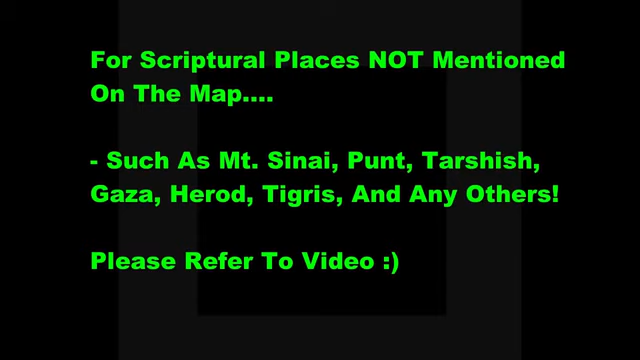 For Scriptural Places NOT Mentioned
On The Map....
- Such As Mt. Sinai, Punt, Tarshish,
Gaza, Herod, Tigris, And Any Others!
Please Refer To Video :)